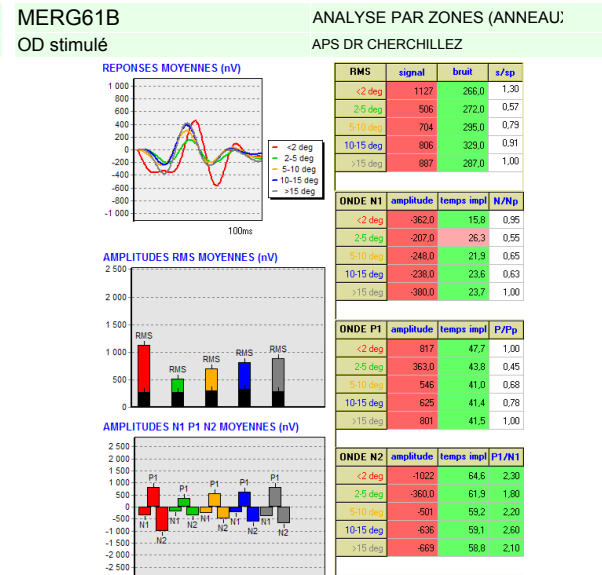 MERG61B
ANALYSE PAR ZONES (ANNEAUX
OD stimulé
APS DR CHERCHILLEZ
REPONSES MOYENNES (nV)
1 000
800
600
400
200
0
-200
-400
-600
-800
-1 000
100ms
<2 deg
2-5 deg
5-10 deg
10-15 deg
>15 deg
AMPLITUDES RMS MOYENNES (nV)
2 500
2 000
1 500
1 000
500
0
RMS
RMS
RMS
RMS
RMS
AMPLITUDES N1 P1 N2 MOYENNES (nV)
2 500
2 000
1 500
1 000
500
0
-500
-1 000
-1 500
-2 000
-2 500
N1 P1 N2
N1 P1 N2
N1 P1 N2
N1 P1 N2
N1 P1 N2
RMS signal bruit s/sp
<2 deg 1127 266,0 1,30
2-5 deg 506 272,0 0,57
5-10 deg 704 295,0 0,79
10-15 deg 806 329,0 0,91
>15 deg 887 287,0 1,00
ONDE N1 amplitude temps impl N/Np
<2 deg -362,0 15,8 0,95
2-5 deg -207,0 26,3 0,55
5-10 deg -248,0 21,9 0,65
10-15 deg -238,0 23,6 0,63
>15 deg -380,0 23,7 1,00
ONDE P1 amplitude temps impl P/Pp
<2 deg 817 47,7 1,00
2-5 deg 363,0 43,8 0,45
5-10 deg 546 41,0 0,68
10-15 deg 625 41,4 0,78
>15 deg 801 41,5 1,00
ONDE N2 amplitude temps impl P1/N1
<2 deg -1022 64,6 2,30
2-5 deg -360,0 61,9 1,80
5-10 deg -501 59,2 2,20
10-15 deg -636 59,1 2,60
>15 deg -669 58,8 2,10